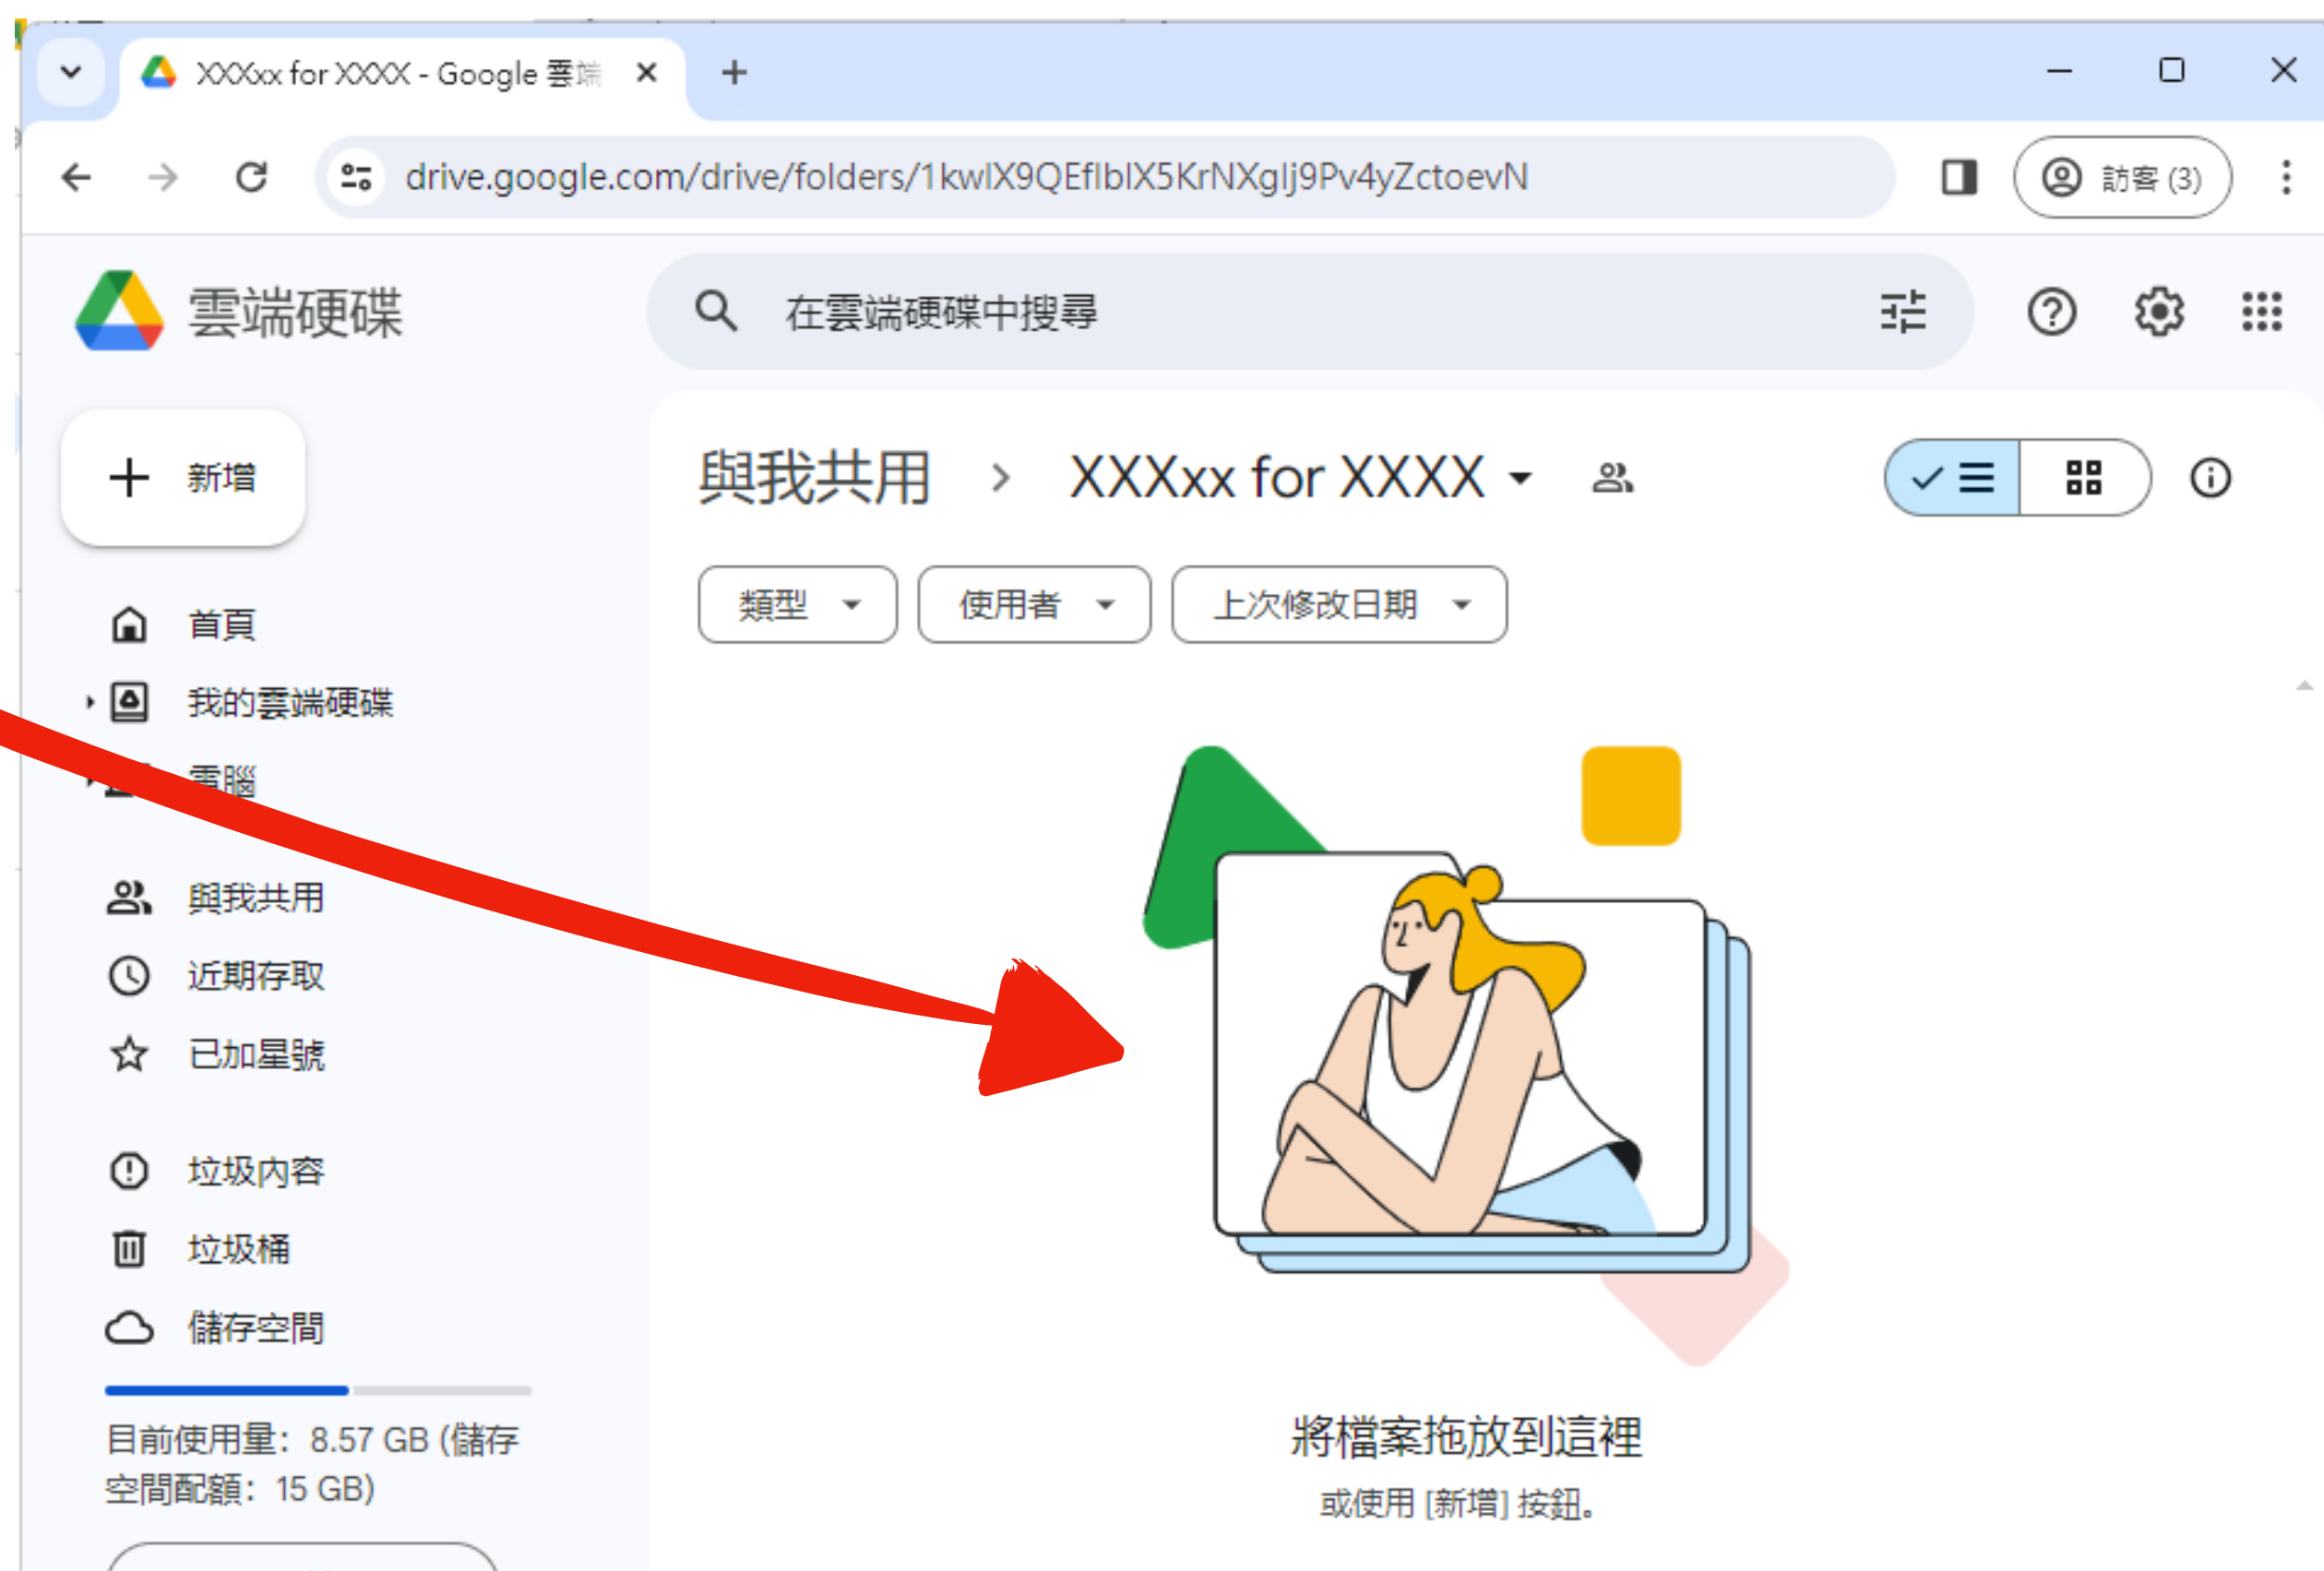 XXXxx for XXXX - Google 雲端
drive.google.com/drive/folders/1kwlX9QEflblX5KrNXglj9Pv4yZctoevN
訪客 (3)
雲端硬碟
在雲端硬碟中搜尋
新增
與我共用 > XXXxx for XXXX
類型
使用者
上次修改日期
首頁
我的雲端硬碟
電腦
與我共用
近期存取
已加星號
垃圾內容
垃圾桶
儲存空間
目前使用量：8.57 GB (儲存
空間配額：15 GB)
將檔案拖放到這裡
或使用 [新增] 按鈕。